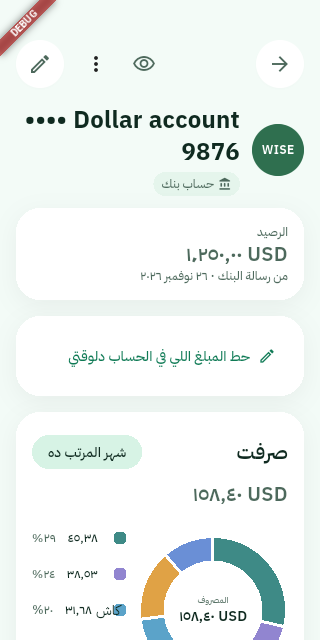 DEBUG
Dollar account ••••
9876
WISE
حساب بنك
الرصيد
١,٢٥٠,٠٠ USD
من رسالة البنك · ٢٦ نوفمبر ٢٠٢٦
حط المبلغ اللي في الحساب دلوقتي
صرفت
شهر المرتب ده
١٥٨,٤٠ USD
٤٥,٣٨ ٢٩%
٣٨,٥٣ ٢٤%
كاش ٣١,٦٨ ٢٠%
المصروف
١٥٨,٤٠ USD